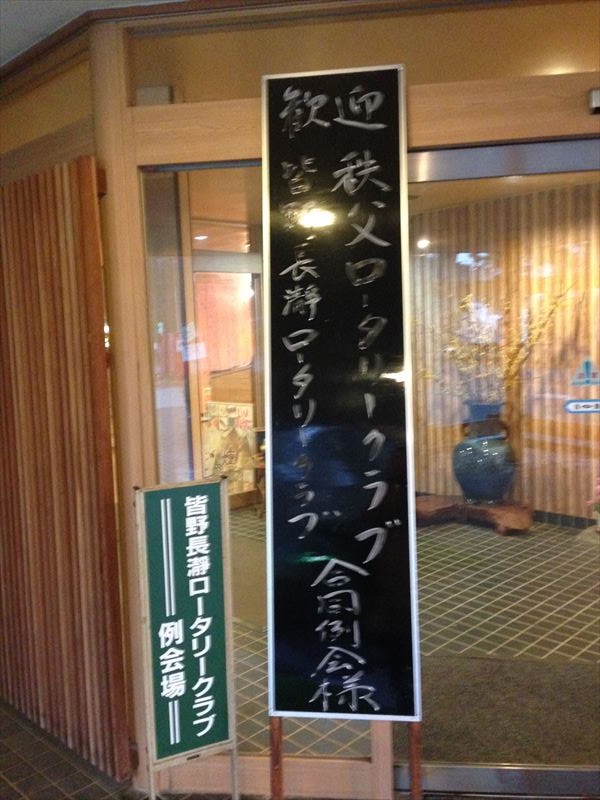 歓迎
秩父ロータリークラブ
皆野・長瀞ロータリークラブ
合同例会様
皆野長瀞ロータリークラブ
例会場